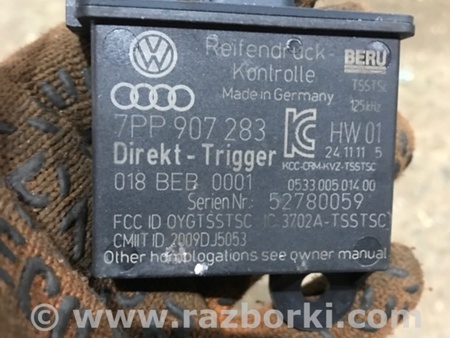 Reifendruck-
Kontrolle
BERU
Made in Germany
TSSTSC
125kHz
7PP 907 283
HW 01
Direkt - Trigger
24 11 11 5
KCC-CRM-KVZ-TSSTSC
018 BEB 0001
0533 005 014 00
Serien Nr.: 52780059
FCC ID OYGTSSTSC IC 3702A-TSSTSC
CMIIT ID 2009DJ5053
Other homologations see owner manual
www.razborki.com